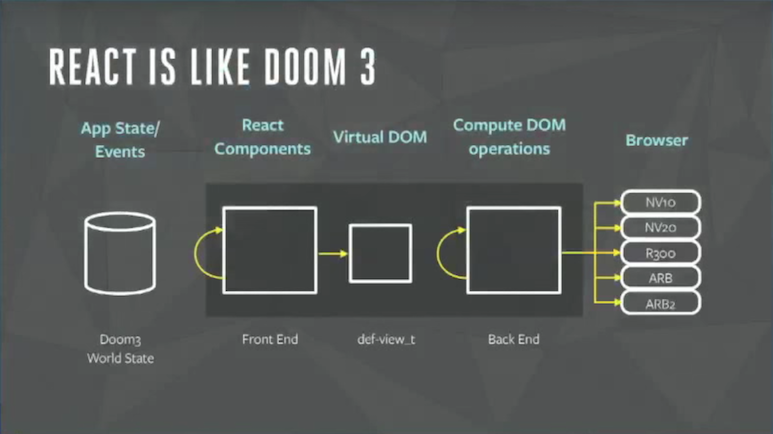 REACT IS LIKE DOOM 3
App State/
Events
React
Components
Virtual DOM
Compute DOM
operations
Browser
NV10
NV20
R300
ARB
ARB2
Doom3
World State
Front End
def-view_t
Back End